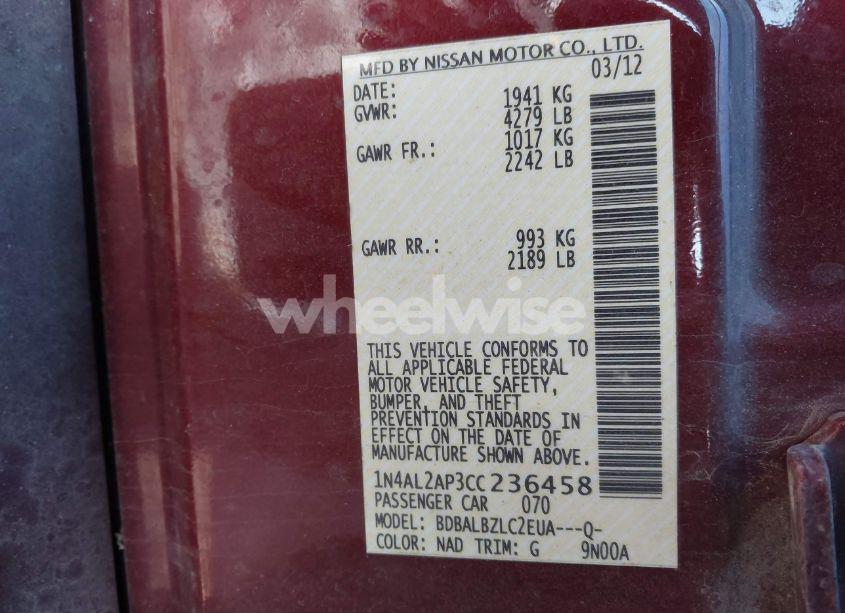 MFD BY NISSAN MOTOR CO., LTD.
DATE: 03/12
GVWR: 1941 KG
4279 LB
GAWR FR.: 1017 KG
2242 LB
GAWR RR.: 993 KG
2189 LB
wheelwise
THIS VEHICLE CONFORMS TO
ALL APPLICABLE FEDERAL
MOTOR VEHICLE SAFETY,
BUMPER, AND THEFT
PREVENTION STANDARDS IN
EFFECT ON THE DATE OF
MANUFACTURE SHOWN ABOVE.
1N4AL2AP3CC236458
PASSENGER CAR 070
MODEL: BDBALBZLC2EUA---Q-
COLOR: NAD TRIM: G 9N00A